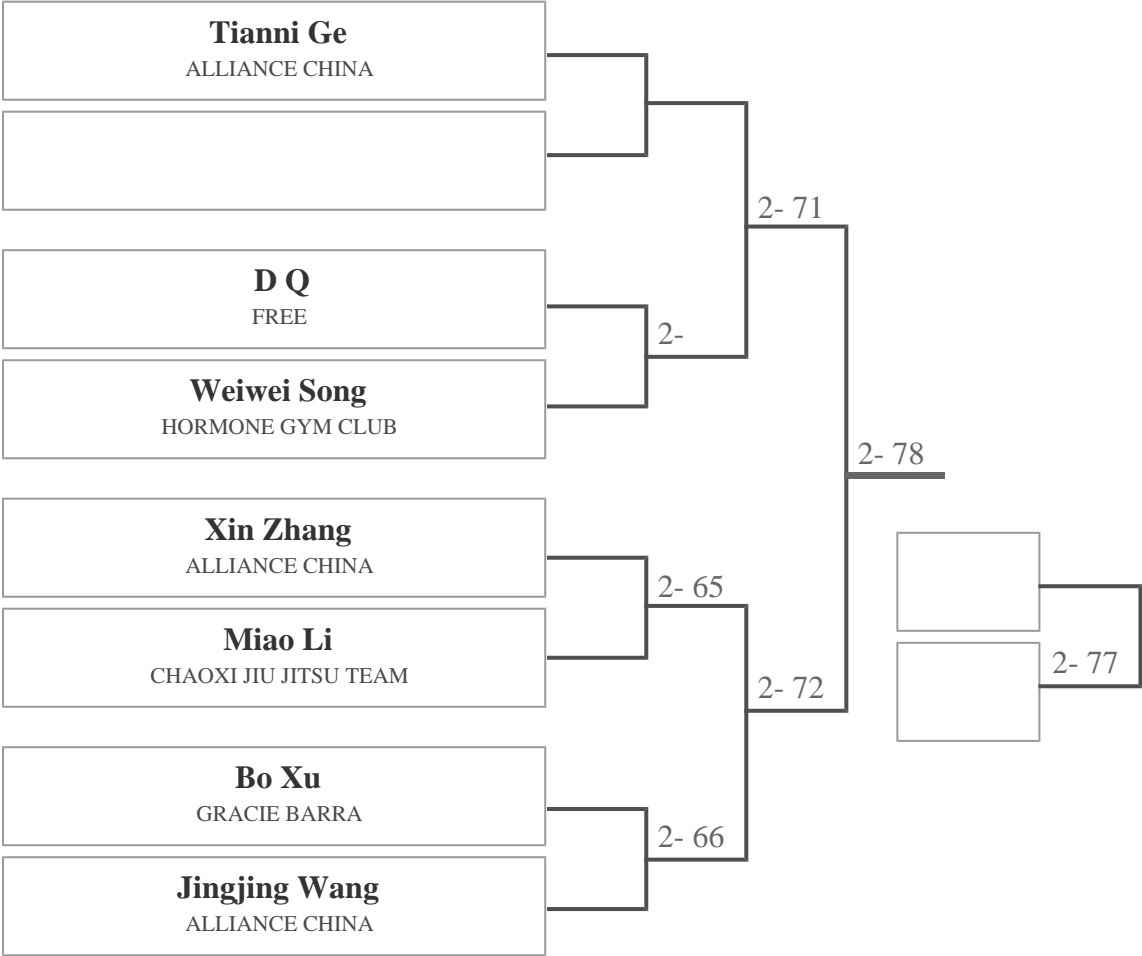 Tianni Ge
ALLIANCE CHINA
2- 71
D Q
FREE
2-
Weiwei Song
HORMONE GYM CLUB
2- 78
Xin Zhang
ALLIANCE CHINA
2- 65
Miao Li
CHAOXI JIU JITSU TEAM
2- 72
2- 77
Bo Xu
GRACIE BARRA
2- 66
Jingjing Wang
ALLIANCE CHINA